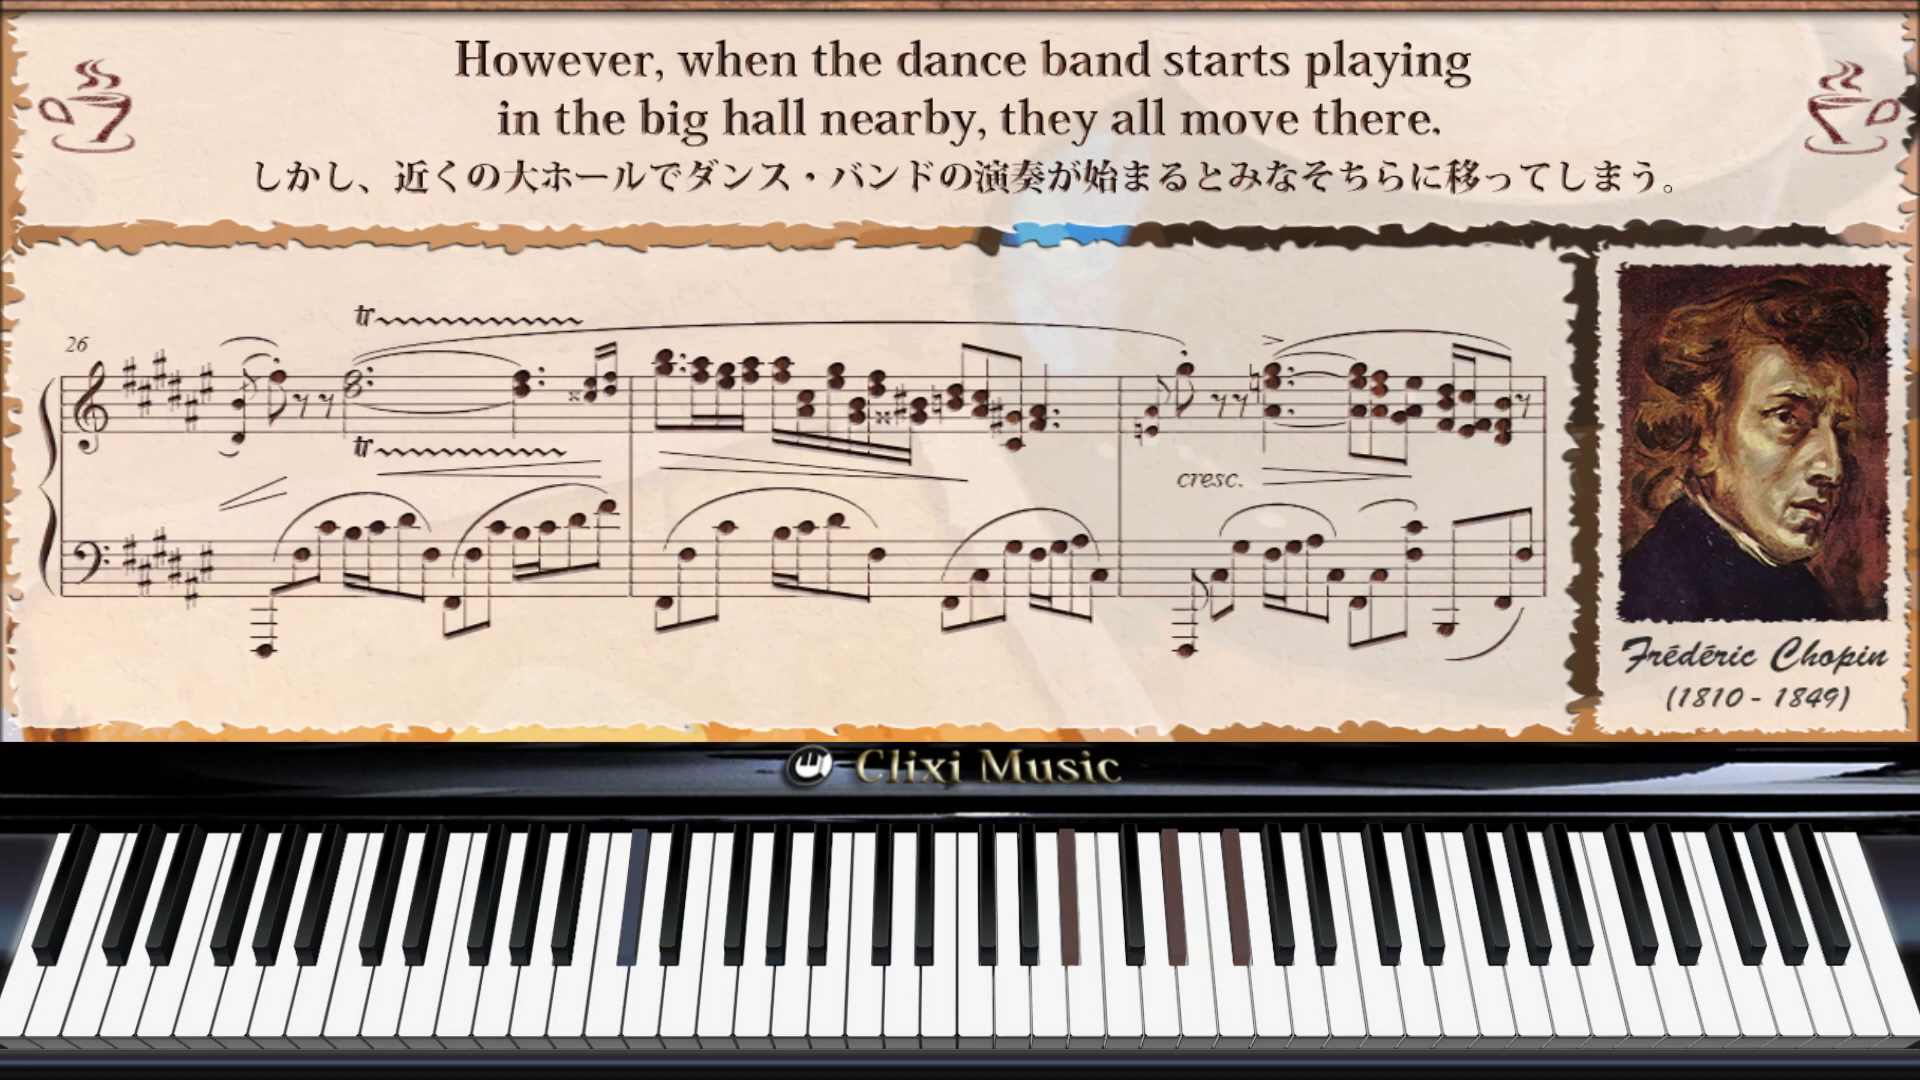 However, when the dance band starts playing
in the big hall nearby, they all move there.
しかし、近くの大ホールでダンス・バンドの演奏が始まるとみなそちらに移ってしまう。
26
tr
tr
cresc.
Frédéric Chopin
(1810 - 1849)
Clixi Music